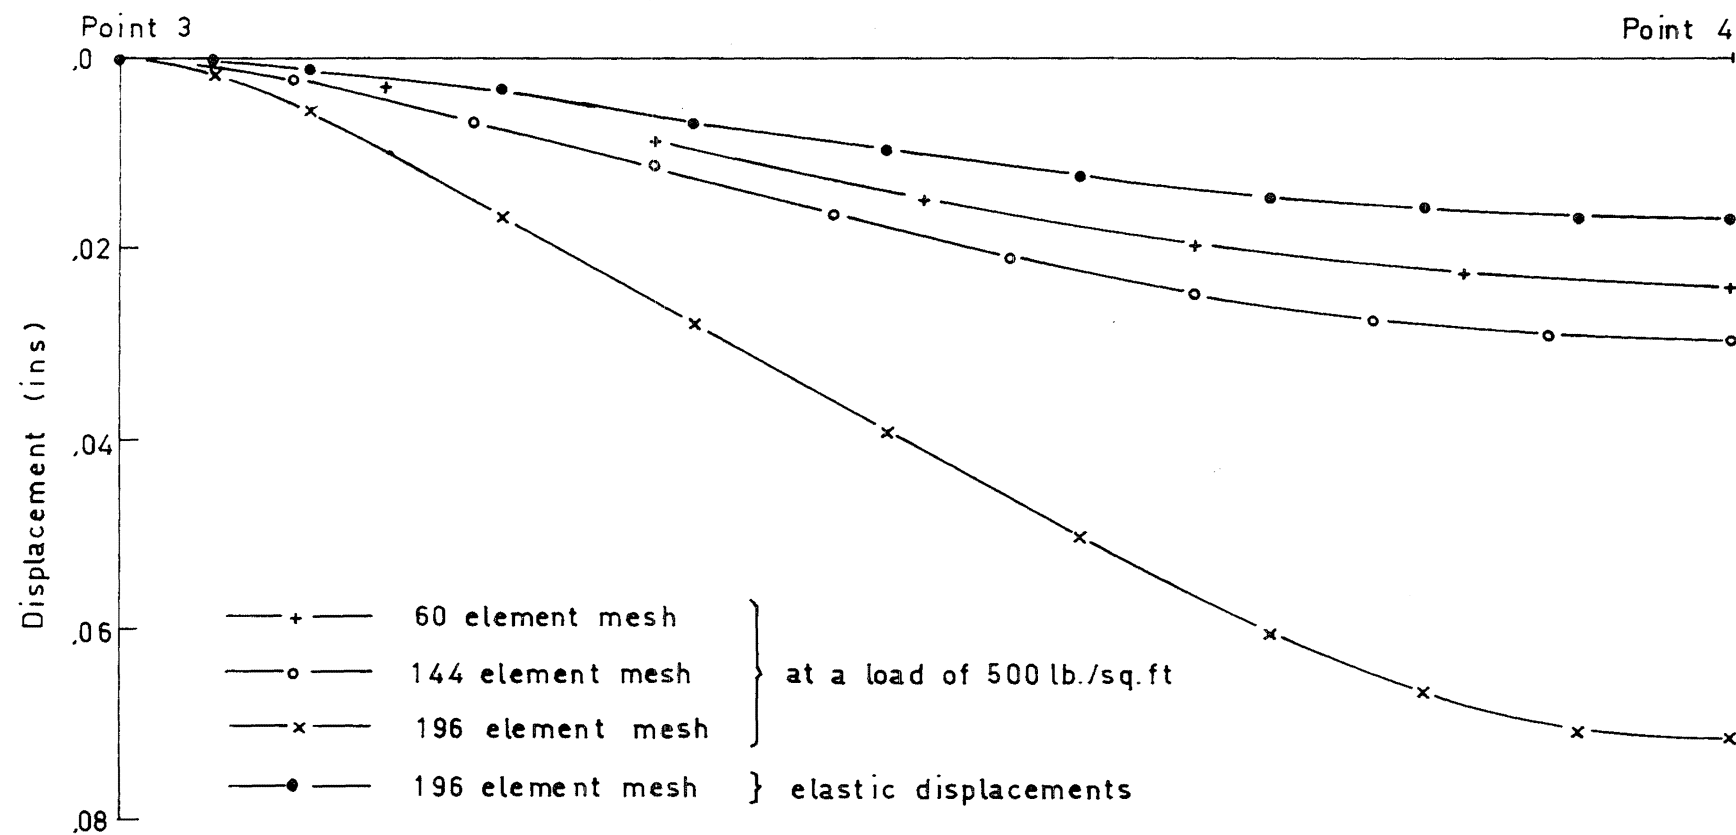 Point 3
Point 4
.0
.02
.04
.06
.08
Displacement (ins)
60 element mesh
144 element mesh
196 element mesh
at a load of 500 lb./sq.ft
196 element mesh
elastic displacements